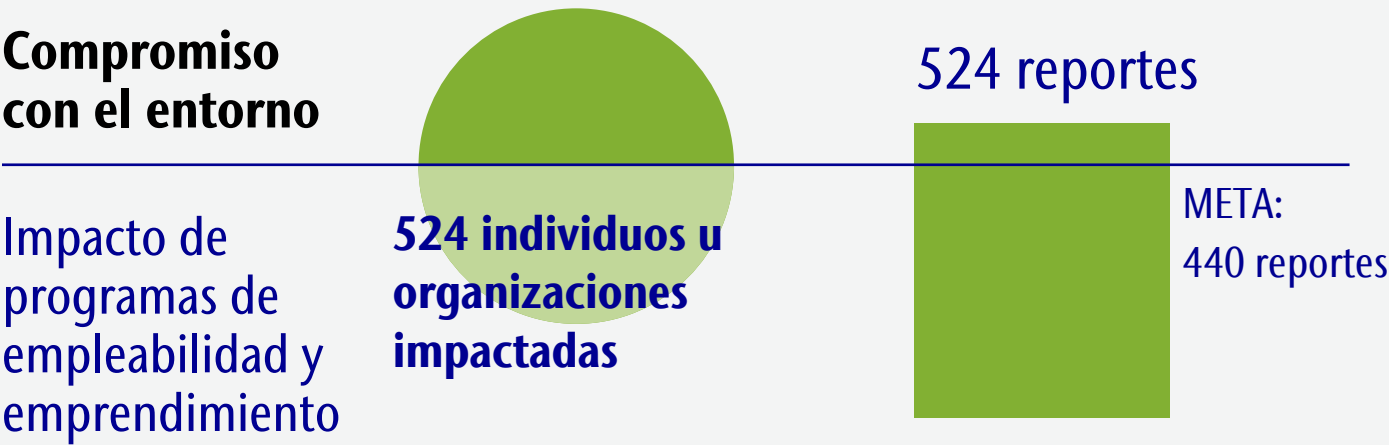 Compromiso
con el entorno
Impacto de
programas de
empleabilidad y
emprendimiento
524 individuos u
organizaciones
impactadas
524 reportes
META:
440 reportes